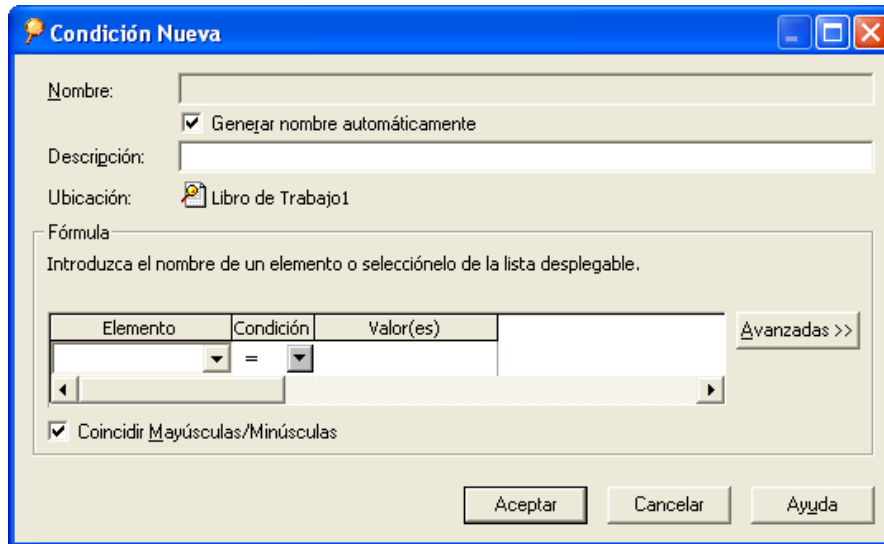 Condición Nueva
Nombre:
Generar nombre automáticamente
Descripción:
Ubicación: Libro de Trabajo1
Fórmula
Introduzca el nombre de un elemento o selecciónelo de la lista desplegable.
Elemento Condición Valor(es)
Avanzadas >>
=
Coincidir Mayúsculas/Minúsculas
Aceptar Cancelar Ayuda